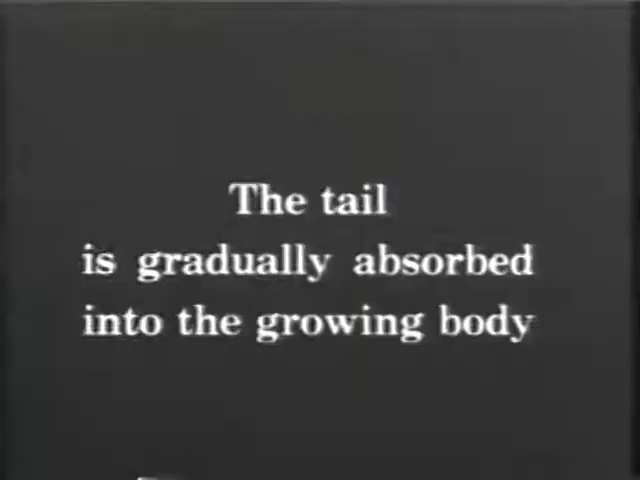 The tail
is gradually absorbed
into the growing body